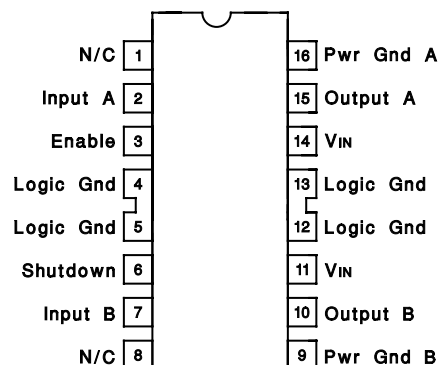 N/C 1 16 Pwr Gnd A
Input A 2 15 Output A
Enable 3 14 VIN
Logic Gnd 4 13 Logic Gnd
Logic Gnd 5 12 Logic Gnd
Shutdown 6 11 VIN
Input B 7 10 Output B
N/C 8 9 Pwr Gnd B